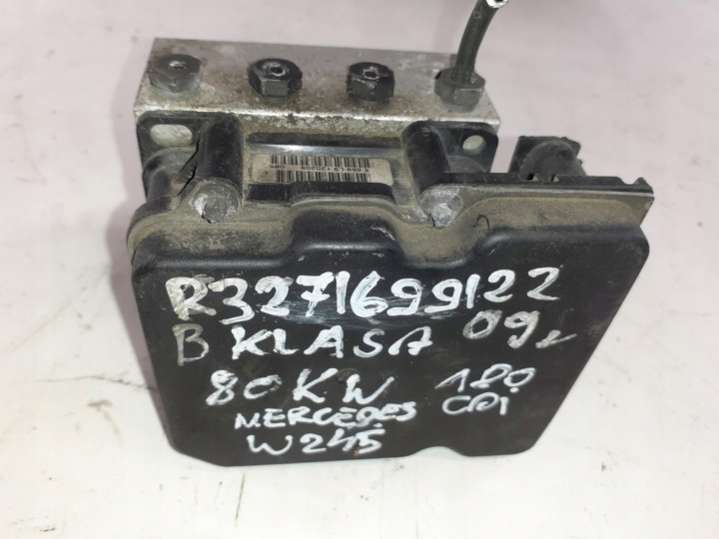 R3271699122
B KLASA 09r
80KW 180 CDi
MERCEDES
W245